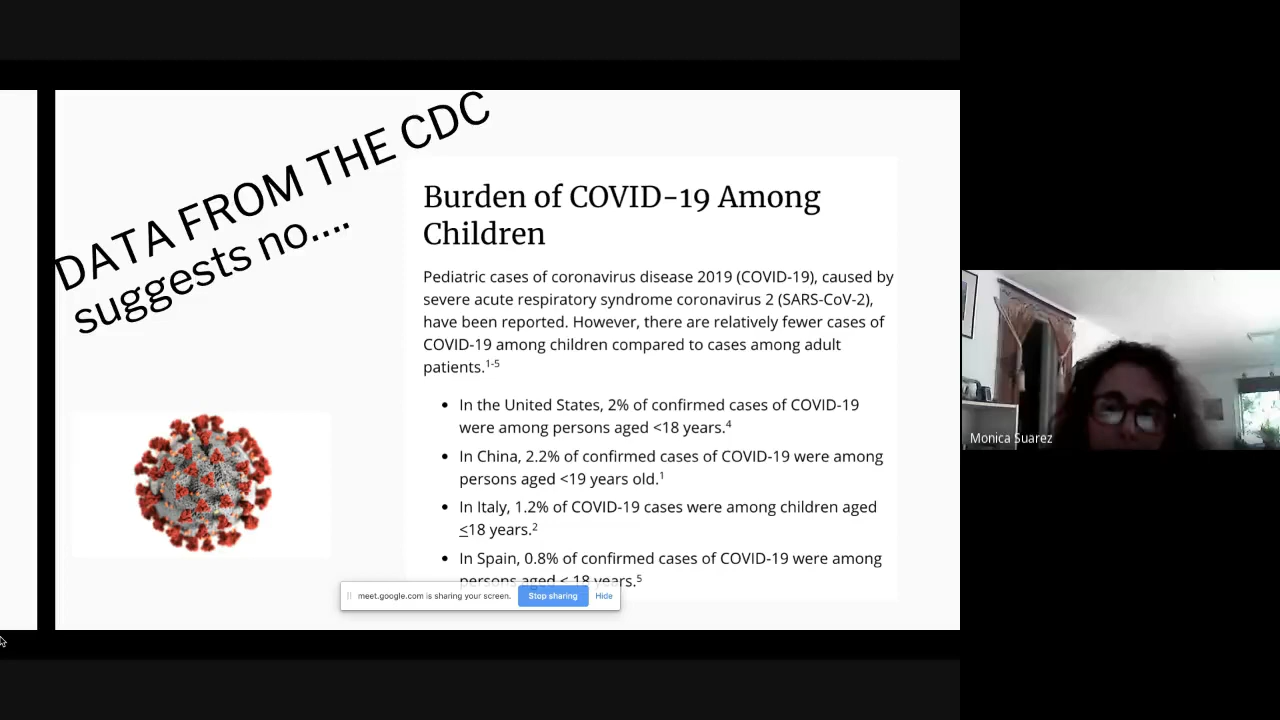 DATA FROM THE CDC
suggests no....
Burden of COVID-19 Among
Children
Pediatric cases of coronavirus disease 2019 (COVID-19), caused by
severe acute respiratory syndrome coronavirus 2 (SARS-CoV-2),
have been reported. However, there are relatively fewer cases of
COVID-19 among children compared to cases among adult
patients.1-5
• In the United States, 2% of confirmed cases of COVID-19
were among persons aged <18 years.4
• In China, 2.2% of confirmed cases of COVID-19 were among
persons aged <19 years old.1
• In Italy, 1.2% of COVID-19 cases were among children aged
≤18 years.2
• In Spain, 0.8% of confirmed cases of COVID-19 were among
persons aged < 18 years.5
meet.google.com is sharing your screen.
Stop sharing
Hide
Monica Suarez